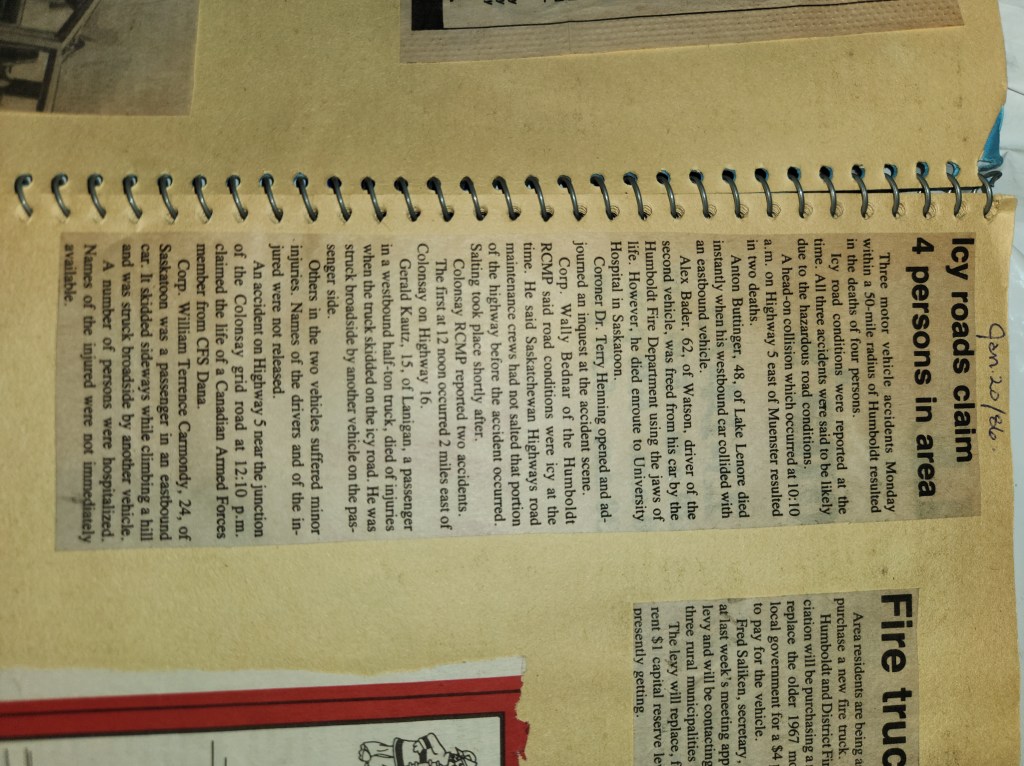 Jan. 20/86.
Icy roads claim
4 persons in area
Three motor vehicle accidents Monday
within a 50-mile radius of Humboldt resulted
in the deaths of four persons.
Icy road conditions were reported at the
time. All three accidents were said to be likely
due to the hazardous road conditions.
A head-on collision which occurred at 10:10
a.m. on Highway 5 east of Muenster resulted
in two deaths.
Anton Buttinger, 48, of Lake Lenore died
instantly when his westbound car collided with
an eastbound vehicle.
Alex Bader, 62, of Watson, driver of the
second vehicle, was freed from his car by the
Humboldt Fire Department using the jaws of
life. However, he died enroute to University
Hospital in Saskatoon.
Coroner Dr. Terry Henning opened and ad-
journed an inquest at the accident scene.
Corp. Wally Bednar of the Humboldt
RCMP said road conditions were icy at the
time. He said Saskatchewan Highways road
maintenance crews had not salted that portion
of the highway before the accident occurred.
Salting took place shortly after.
Colonsay RCMP reported two accidents.
The first at 12 noon occurred 2 miles east of
Colonsay on Highway 16.
Gerald Kautz, 15, of Lanigan, a passenger
in a westbound half-ton truck, died of injuries
when the truck skidded on the icy road. He was
struck broadside by another vehicle on the pas-
senger side.
Others in the two vehicles suffered minor
injuries. Names of the drivers and of the in-
jured were not released.
An accident on Highway 5 near the junction
of the Colonsay grid road at 12:10 p.m.
claimed the life of a Canadian Armed Forces
member from CFS Dana.
Corp. William Terrence Carmondy, 24, of
Saskatoon was a passenger in an eastbound
car. It skidded sideways while climbing a hill
and was struck broadside by another vehicle.
A number of persons were hospitalized.
Names of the injured were not immediately
available.
Fire truc
Area residents are being a
purchase a new fire truck.
Humboldt and District Fi
ciation will be purchasing a
replace the older 1967 mo
local government for a $4
to pay for the vehicle.
Fred Saliken, secretary,
at last week's meeting app
levy and will be contacting
three rural municipalities
The levy will replace, f
rent $1 capital reserve le
presently getting.